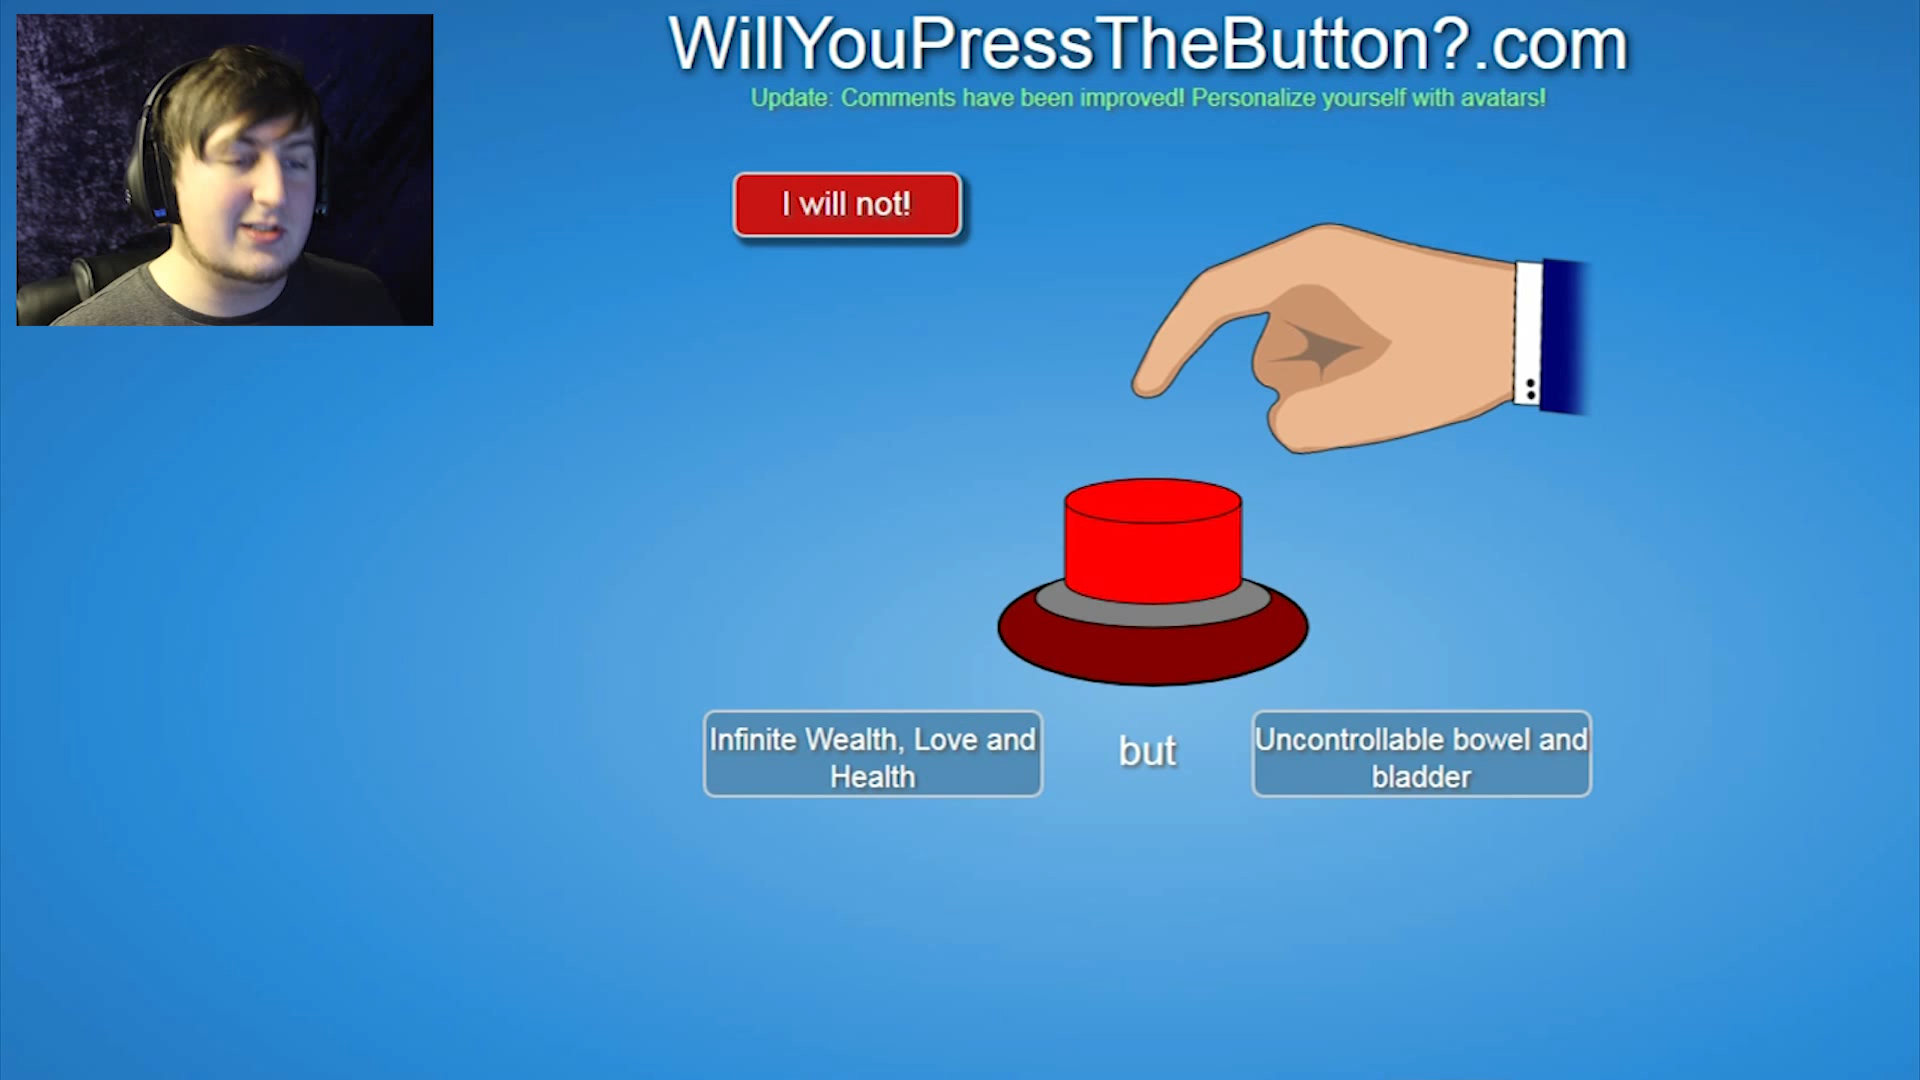 WillYouPressTheButton?.com
Update: Comments have been improved! Personalize yourself with avatars!
I will not!
Infinite Wealth, Love and
Health
but
Uncontrollable bowel and
bladder